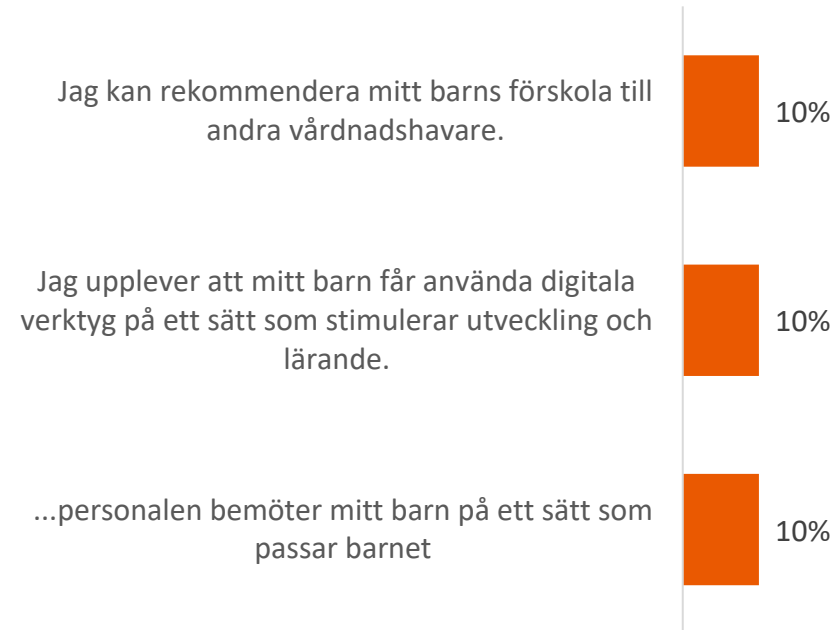 Jag kan rekommendera mitt barns förskola till
andra vårdnadshavare.
10%
Jag upplever att mitt barn får använda digitala
verktyg på ett sätt som stimulerar utveckling och
lärande.
10%
...personalen bemöter mitt barn på ett sätt som
passar barnet
10%